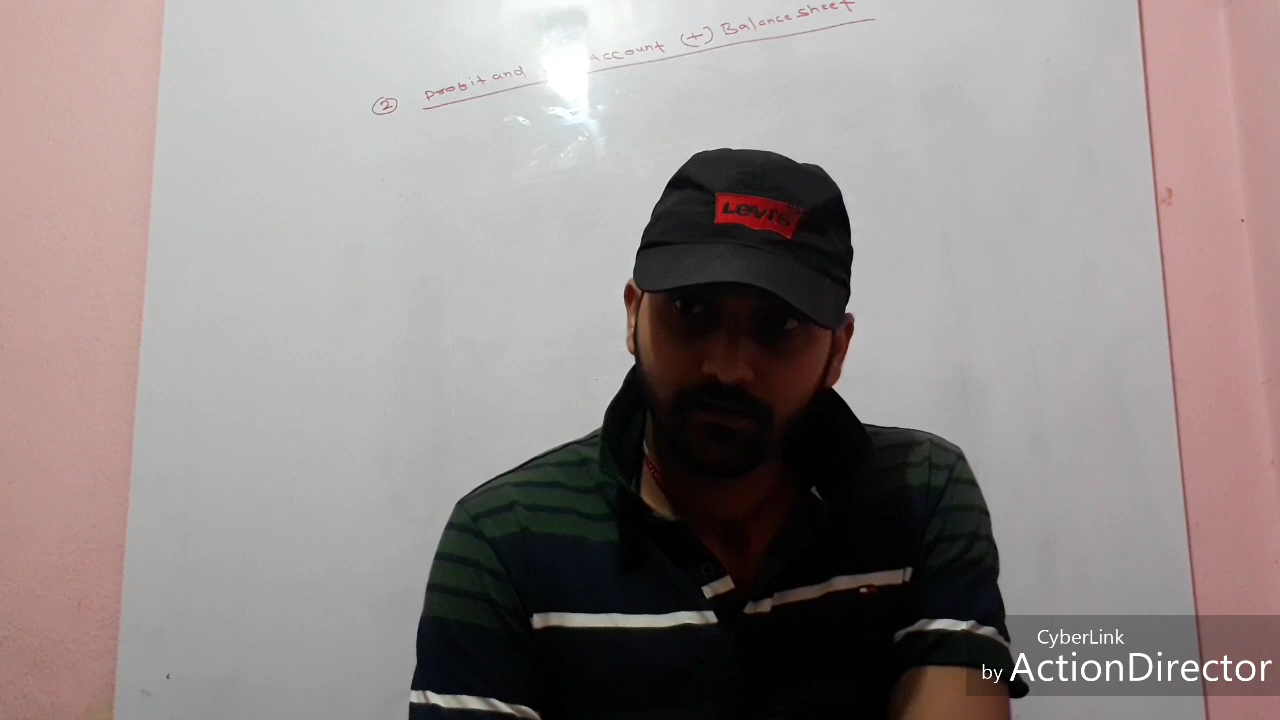 ② profit and account (+) Balance sheet
Levi's
CyberLink
by ActionDirector